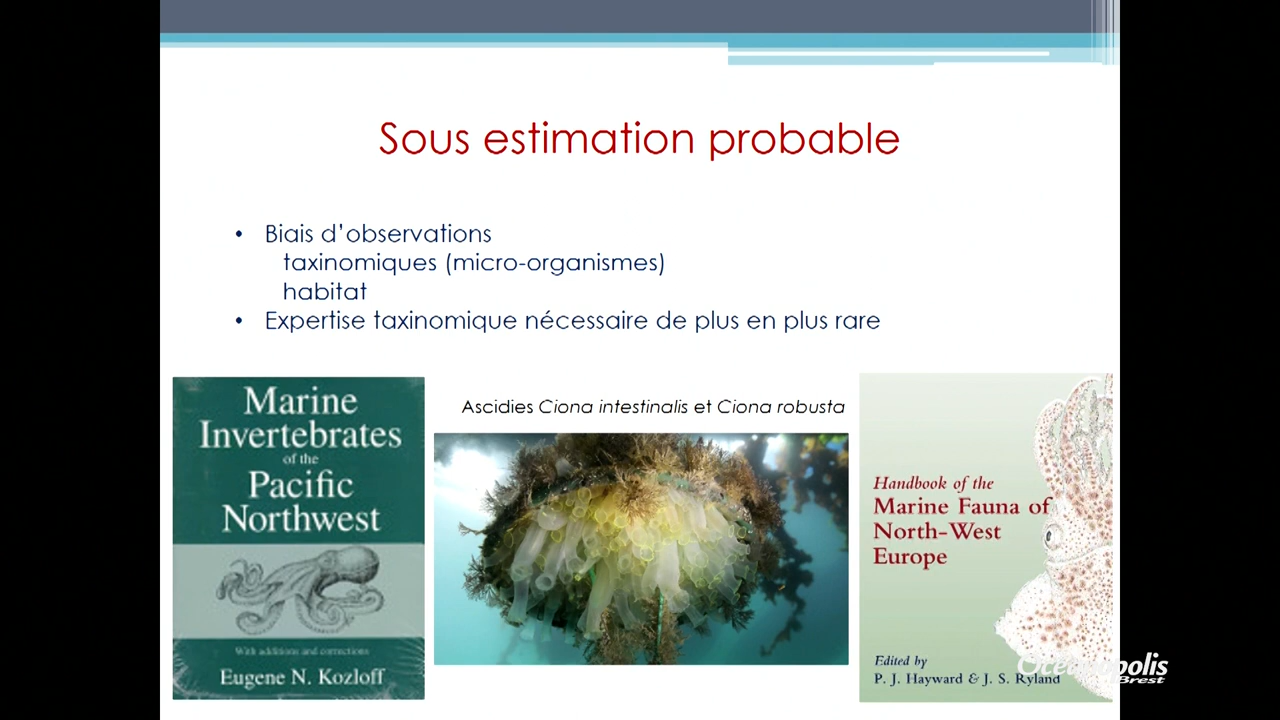 Sous estimation probable
• Biais d'observations
taxinomiques (micro-organismes)
habitat
• Expertise taxinomique nécessaire de plus en plus rare
Marine
Invertebrates
of the
Pacific
Northwest
With additions and corrections
Eugene N. Kozloff
Ascidies Ciona intestinalis et Ciona robusta
Handbook of the
Marine Fauna of
North-West
Europe
Edited by
P. J. Hayward & J. S. Ryland
Océanopolis
Brest